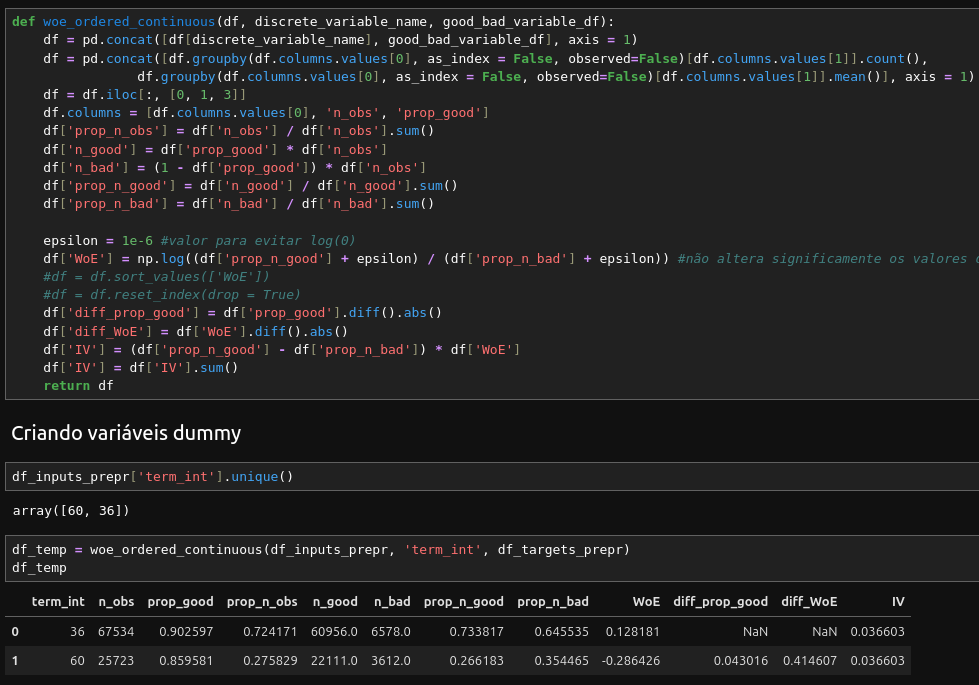 def woe_ordered_continuous(df, discrete_variable_name, good_bad_variable_df):
    df = pd.concat([df[discrete_variable_name], good_bad_variable_df], axis = 1)
    df = pd.concat([df.groupby(df.columns.values[0], as_index = False, observed=False)[df.columns.values[1]].count(),
                df.groupby(df.columns.values[0], as_index = False, observed=False)[df.columns.values[1]].mean()], axis = 1)
    df = df.iloc[:, [0, 1, 3]]
    df.columns = [df.columns.values[0], 'n_obs', 'prop_good']
    df['prop_n_obs'] = df['n_obs'] / df['n_obs'].sum()
    df['n_good'] = df['prop_good'] * df['n_obs']
    df['n_bad'] = (1 - df['prop_good']) * df['n_obs']
    df['prop_n_good'] = df['n_good'] / df['n_good'].sum()
    df['prop_n_bad'] = df['n_bad'] / df['n_bad'].sum()
    epsilon = 1e-6 #valor para evitar log(0)
    df['WoE'] = np.log((df['prop_n_good'] + epsilon) / (df['prop_n_bad'] + epsilon)) #não altera significamente os valores
    #df = df.sort_values(['WoE'])
    #df = df.reset_index(drop = True)
    df['diff_prop_good'] = df['prop_good'].diff().abs()
    df['diff_WoE'] = df['WoE'].diff().abs()
    df['IV'] = (df['prop_n_good'] - df['prop_n_bad']) * df['WoE']
    df['IV'] = df['IV'].sum()
    return df
Criando variáveis dummy
df_inputs_prepr['term_int'].unique()
array([60, 36])
df_temp = woe_ordered_continuous(df_inputs_prepr, 'term_int', df_targets_prepr)
df_temp
term_int n_obs prop_good prop_n_obs n_good n_bad prop_n_good prop_n_bad WoE diff_prop_good diff_WoE IV
0 36 67534 0.902597 0.724171 60956.0 6578.0 0.733817 0.645535 0.128181 NaN NaN 0.036603
1 60 25723 0.859581 0.275829 22111.0 3612.0 0.266183 0.354465 -0.286426 0.043016 0.414607 0.036603